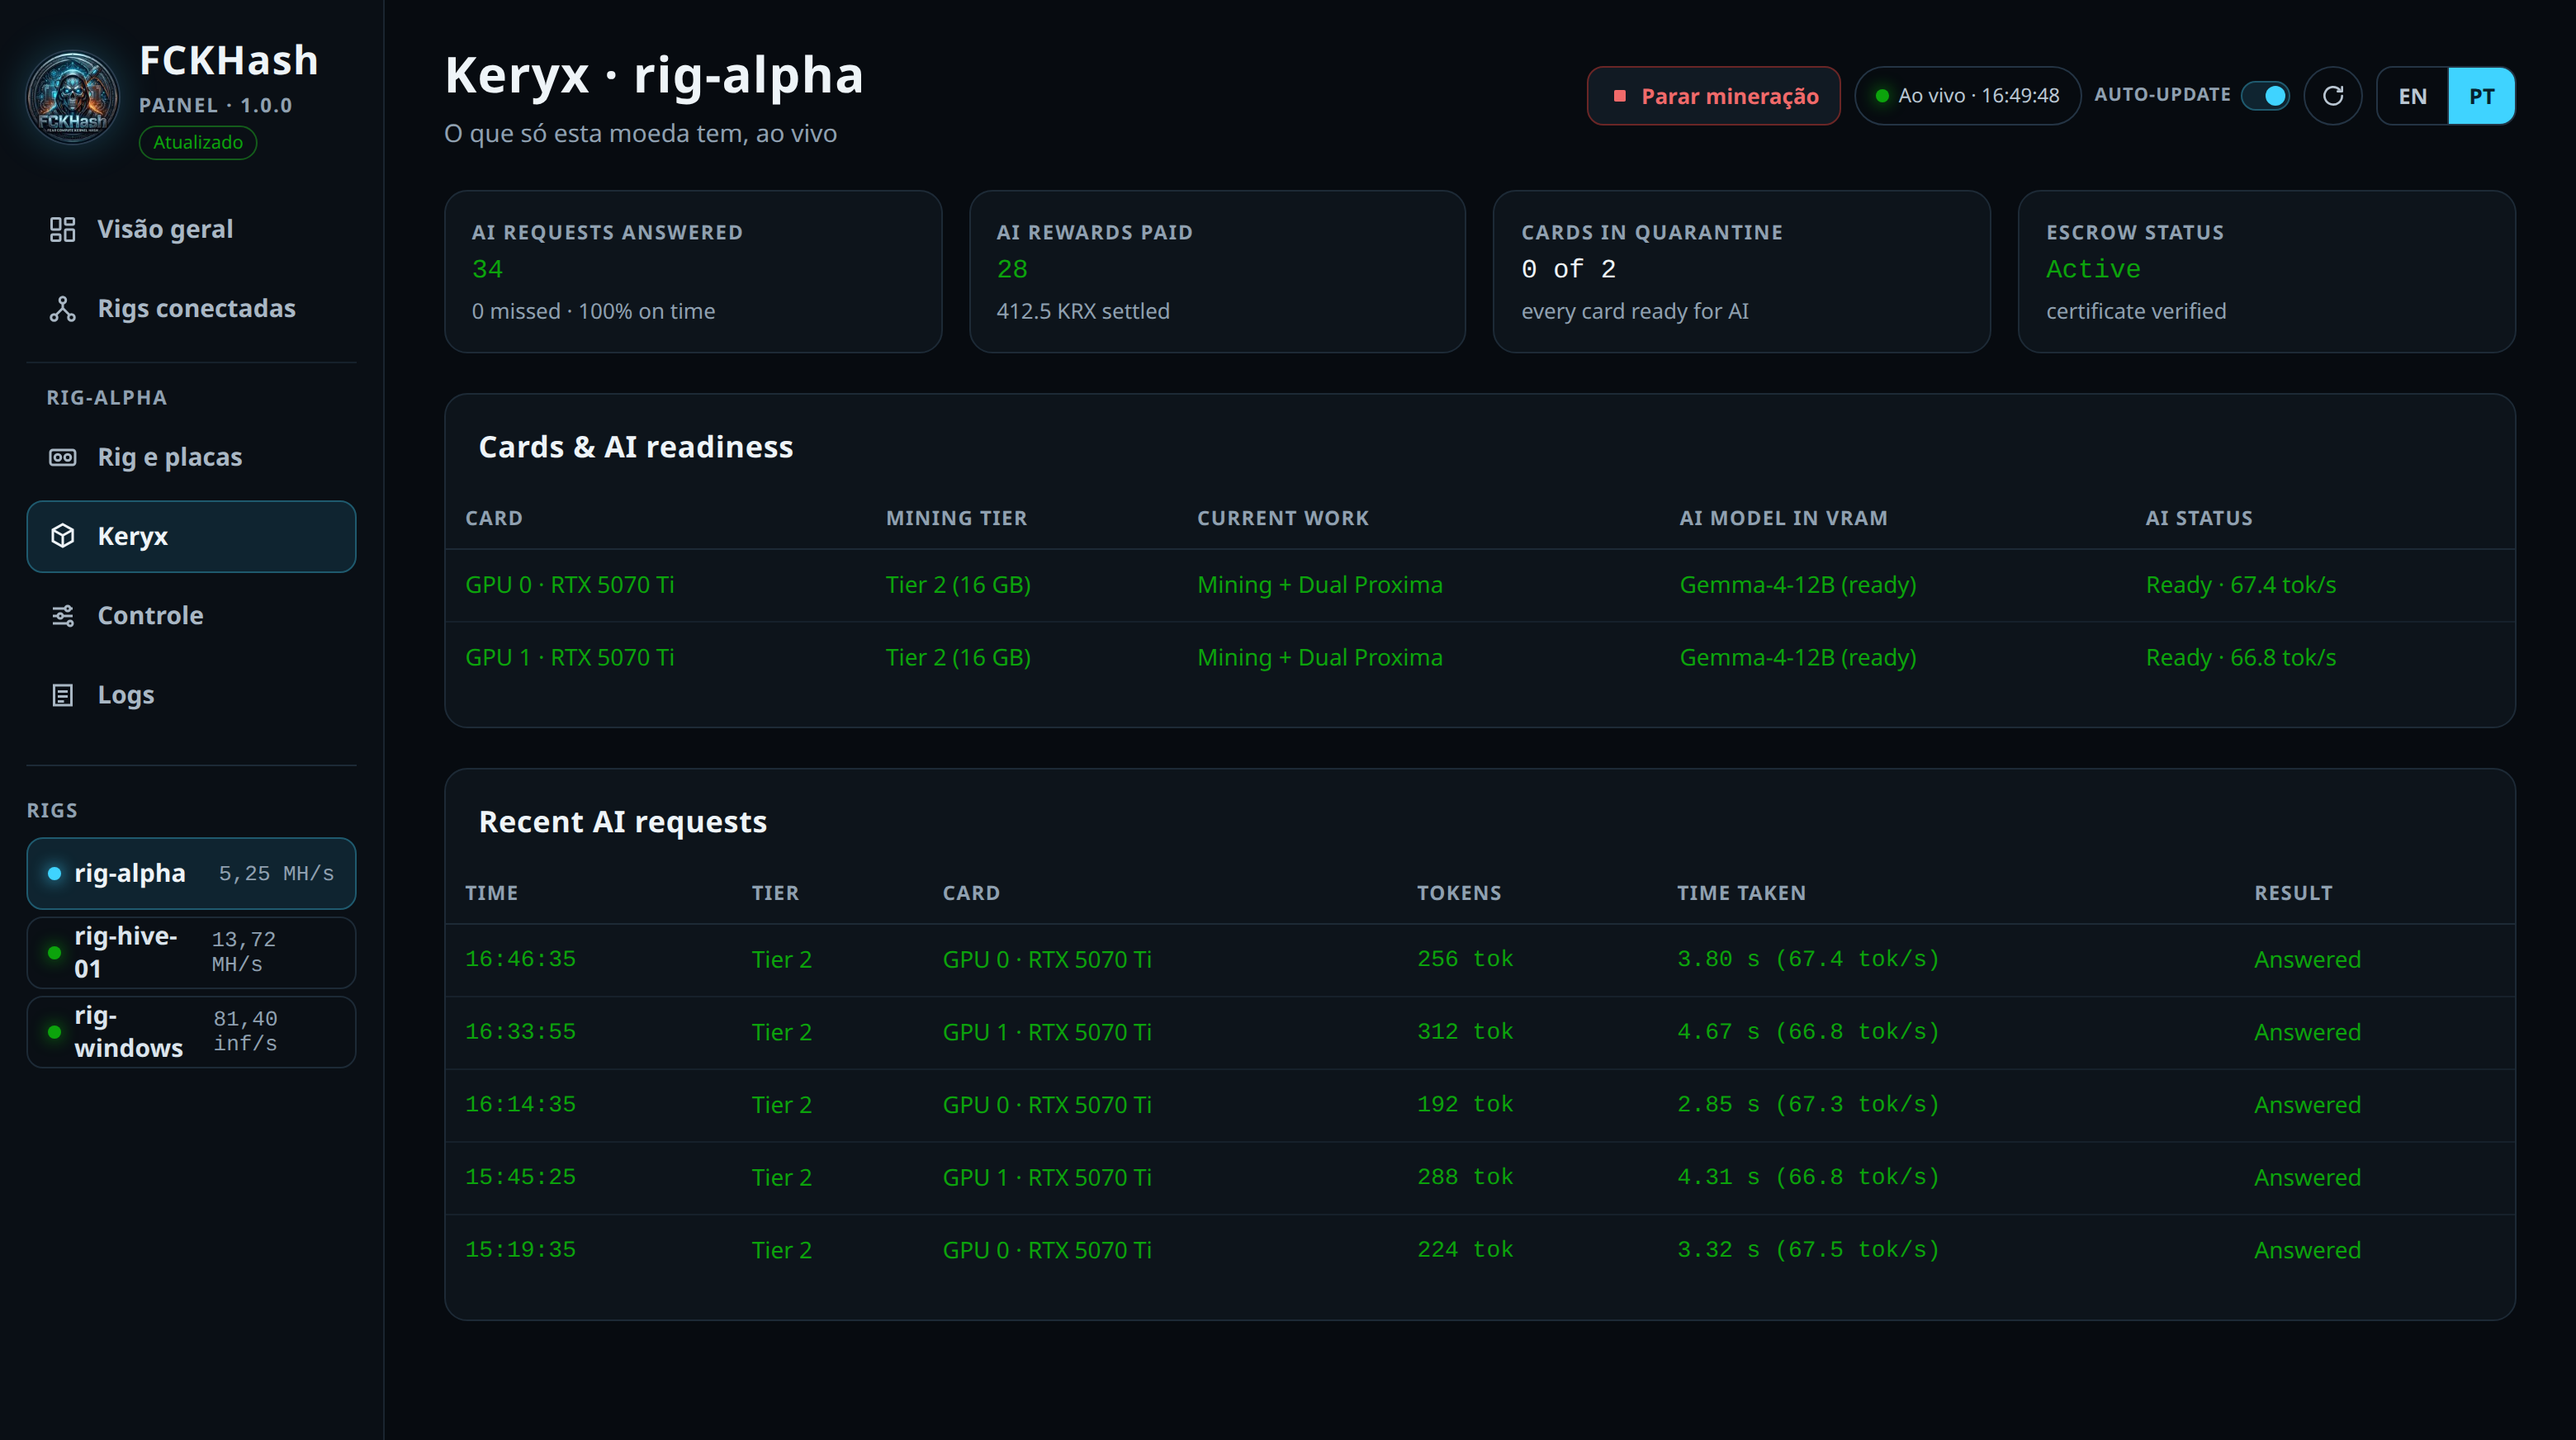 FCKHash
PAINEL · 1.0.0
Atualizado
FCKHash
Visão geral
Rigs conectadas
RIG-ALPHA
Rig e placas
Keryx
Controle
Logs
RIGS
rig-alpha 5,25 MH/s
rig-hive-01 13,72 MH/s
rig-windows 81,40 inf/s
Keryx · rig-alpha
O que só esta moeda tem, ao vivo
Parar mineração
Ao vivo · 16:49:48
AUTO-UPDATE
EN PT
AI REQUESTS ANSWERED
34
0 missed · 100% on time
AI REWARDS PAID
28
412.5 KRX settled
CARDS IN QUARANTINE
0 of 2
every card ready for AI
ESCROW STATUS
Active
certificate verified
Cards & AI readiness
CARD MINING TIER CURRENT WORK AI MODEL IN VRAM AI STATUS
GPU 0 · RTX 5070 Ti Tier 2 (16 GB) Mining + Dual Proxima Gemma-4-12B (ready) Ready · 67.4 tok/s
GPU 1 · RTX 5070 Ti Tier 2 (16 GB) Mining + Dual Proxima Gemma-4-12B (ready) Ready · 66.8 tok/s
Recent AI requests
TIME TIER CARD TOKENS TIME TAKEN RESULT
16:46:35 Tier 2 GPU 0 · RTX 5070 Ti 256 tok 3.80 s (67.4 tok/s) Answered
16:33:55 Tier 2 GPU 1 · RTX 5070 Ti 312 tok 4.67 s (66.8 tok/s) Answered
16:14:35 Tier 2 GPU 0 · RTX 5070 Ti 192 tok 2.85 s (67.3 tok/s) Answered
15:45:25 Tier 2 GPU 1 · RTX 5070 Ti 288 tok 4.31 s (66.8 tok/s) Answered
15:19:35 Tier 2 GPU 0 · RTX 5070 Ti 224 tok 3.32 s (67.5 tok/s) Answered